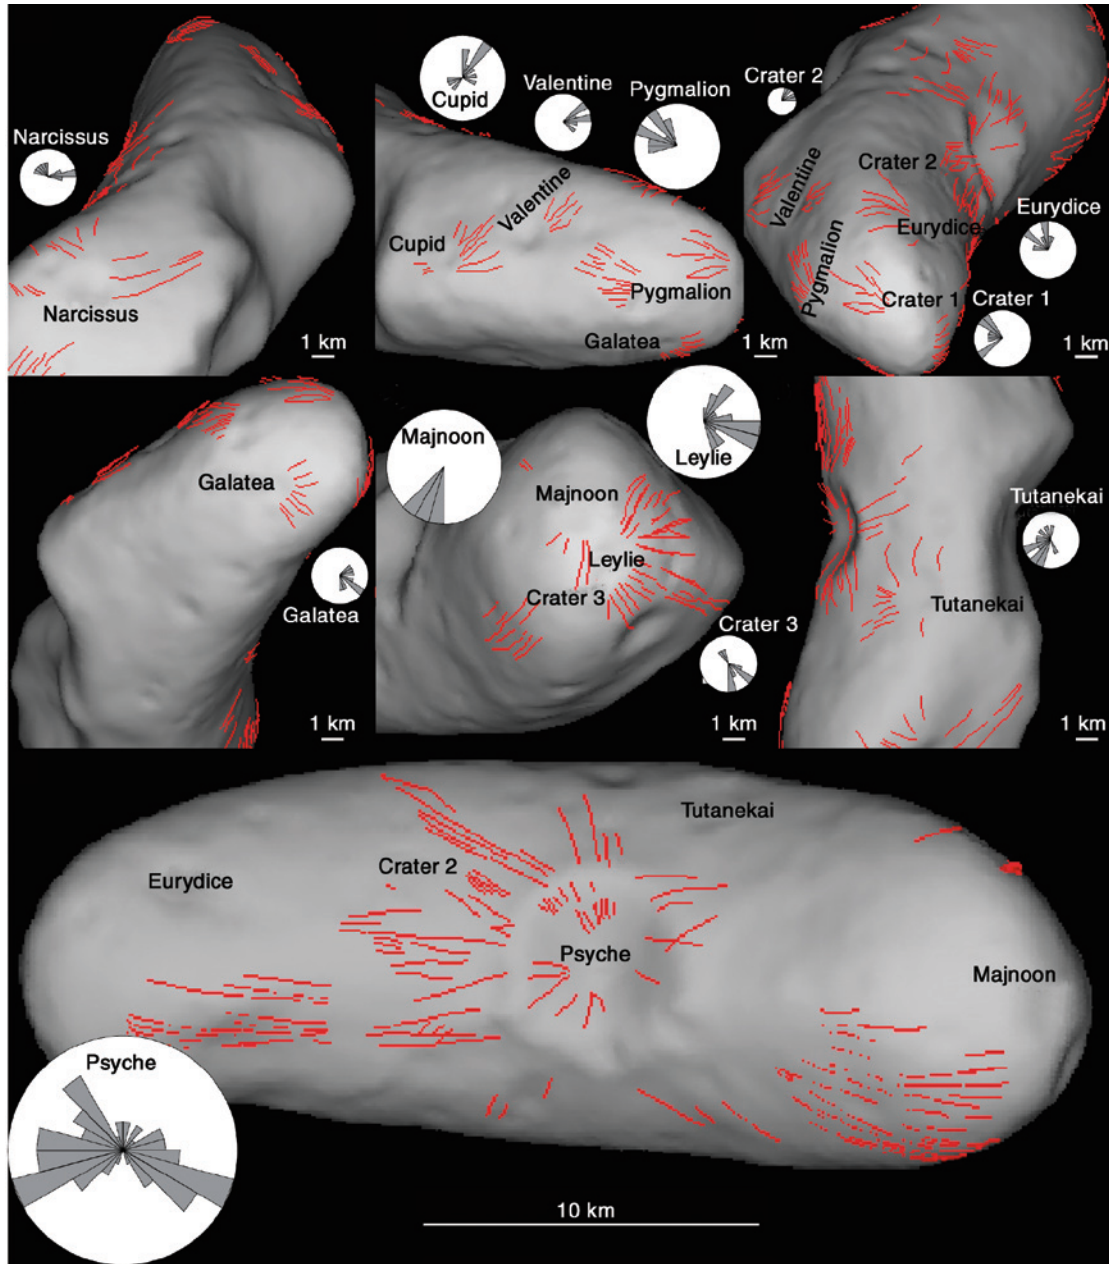 Narcissus
Narcissus
1 km
Cupid
Valentine
Pygmalion
Cupid
Valentine
Pygmalion
Galatea
1 km
Crater 2
Valentine
Crater 2
Eurydice
Eurydice
Pygmalion
Crater 1
Crater 1
1 km
Galatea
Galatea
1 km
Majnoon
Leylie
Majnoon
Leylie
Crater 3
Crater 3
1 km
Tutanekai
Tutanekai
1 km
Tutanekai
Crater 2
Eurydice
Psyche
Majnoon
Psyche
10 km